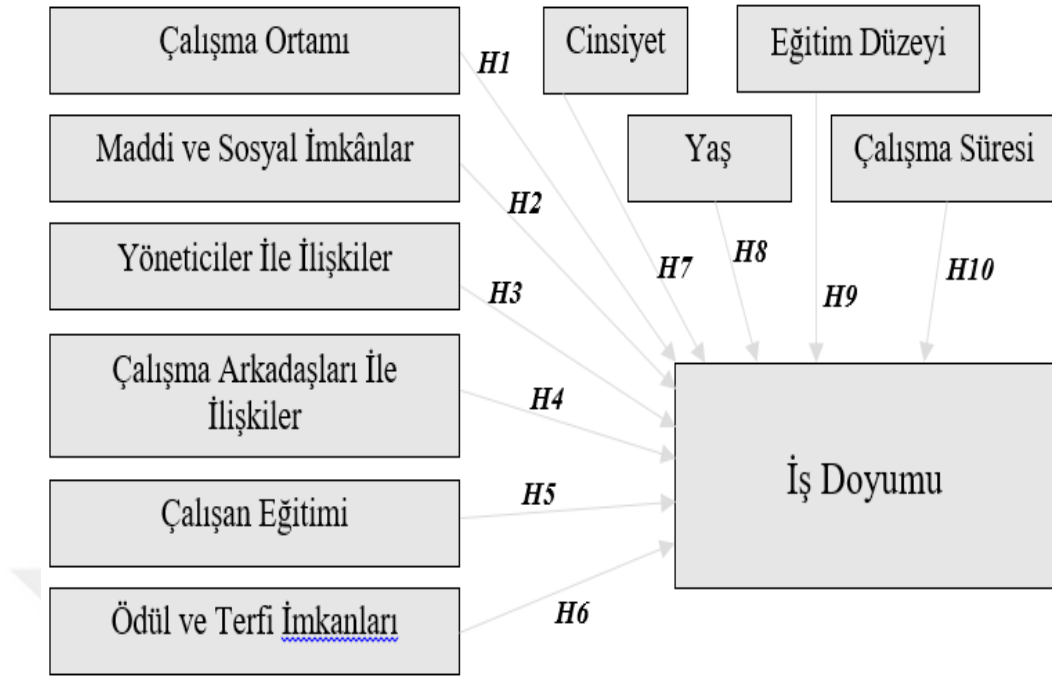 Çalışma Ortamı
H1
Cinsiyet
Eğitim Düzeyi
Maddi ve Sosyal İmkânlar
H2
Yaş
Çalışma Süresi
Yöneticiler İle İlişkiler
H3
H7
H8
H9
H10
Çalışma Arkadaşları İle
İlişkiler
H4
İş Doyumu
Çalışan Eğitimi
H5
Ödül ve Terfi İmkanları
H6